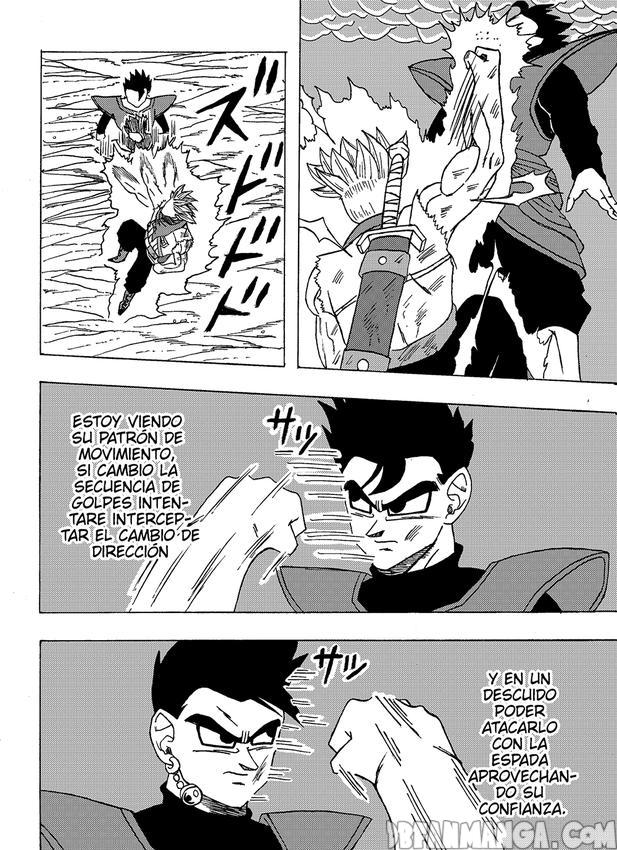 ズドドド
ESTOY VIENDO
SU PATRÓN DE
MOVIMIENTO,
SI CAMBIO LA
SECUENCIA DE
GOLPES INTEN-
TARE INTERCEP-
TAR EL CAMBIO DE
DIRECCIÓN
サッ
サッ
Y EN UN
DESCUIDO
PODER
ATACARLO
CON LA
ESPADA
APROVECHAN-
DO SU
CONFIANZA.
DBFANMANGA.COM